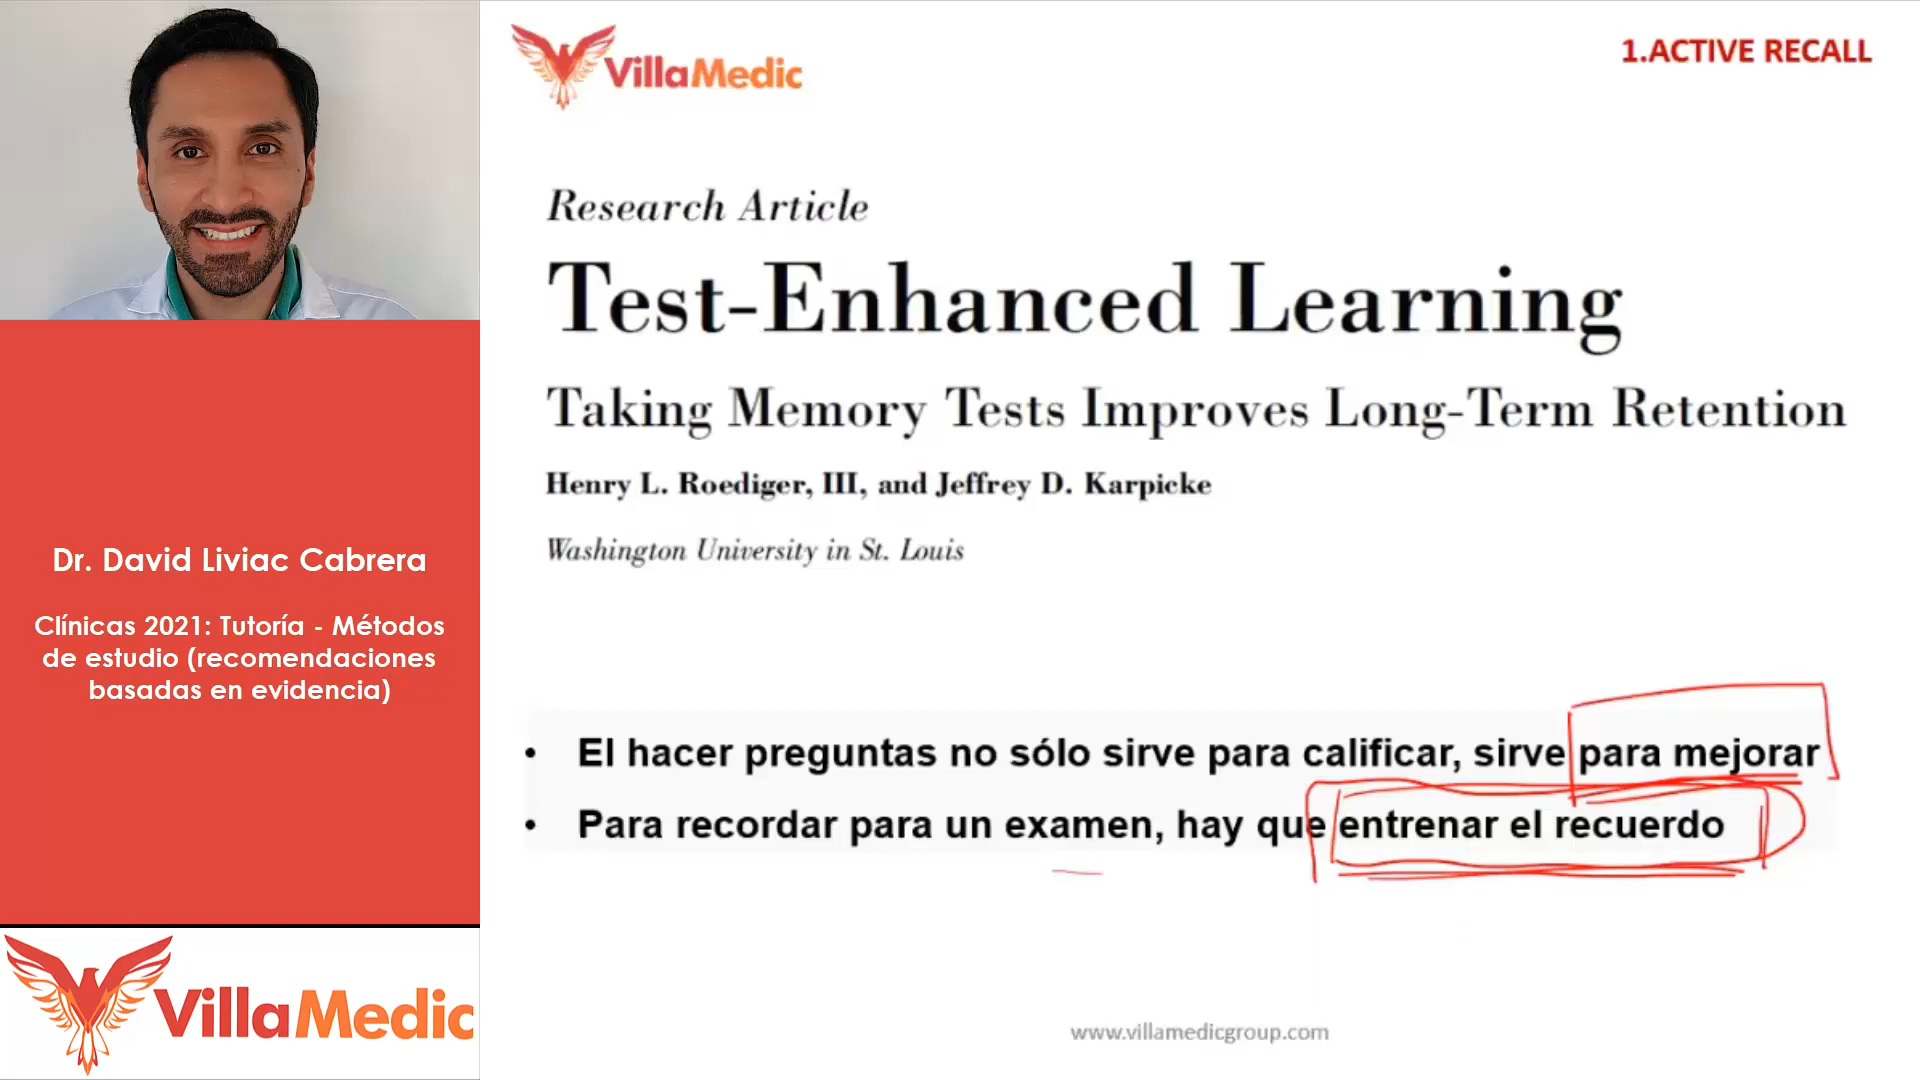 VillaMedic
1.ACTIVE RECALL
Research Article
Test-Enhanced Learning
Taking Memory Tests Improves Long-Term Retention
Henry L. Roediger, III, and Jeffrey D. Karpicke
Washington University in St. Louis
Dr. David Liviac Cabrera
Clínicas 2021: Tutoría - Métodos
de estudio (recomendaciones
basadas en evidencia)
• El hacer preguntas no sólo sirve para calificar, sirve para mejorar
• Para recordar para un examen, hay que entrenar el recuerdo
VillaMedic
www.villamedicgroup.com